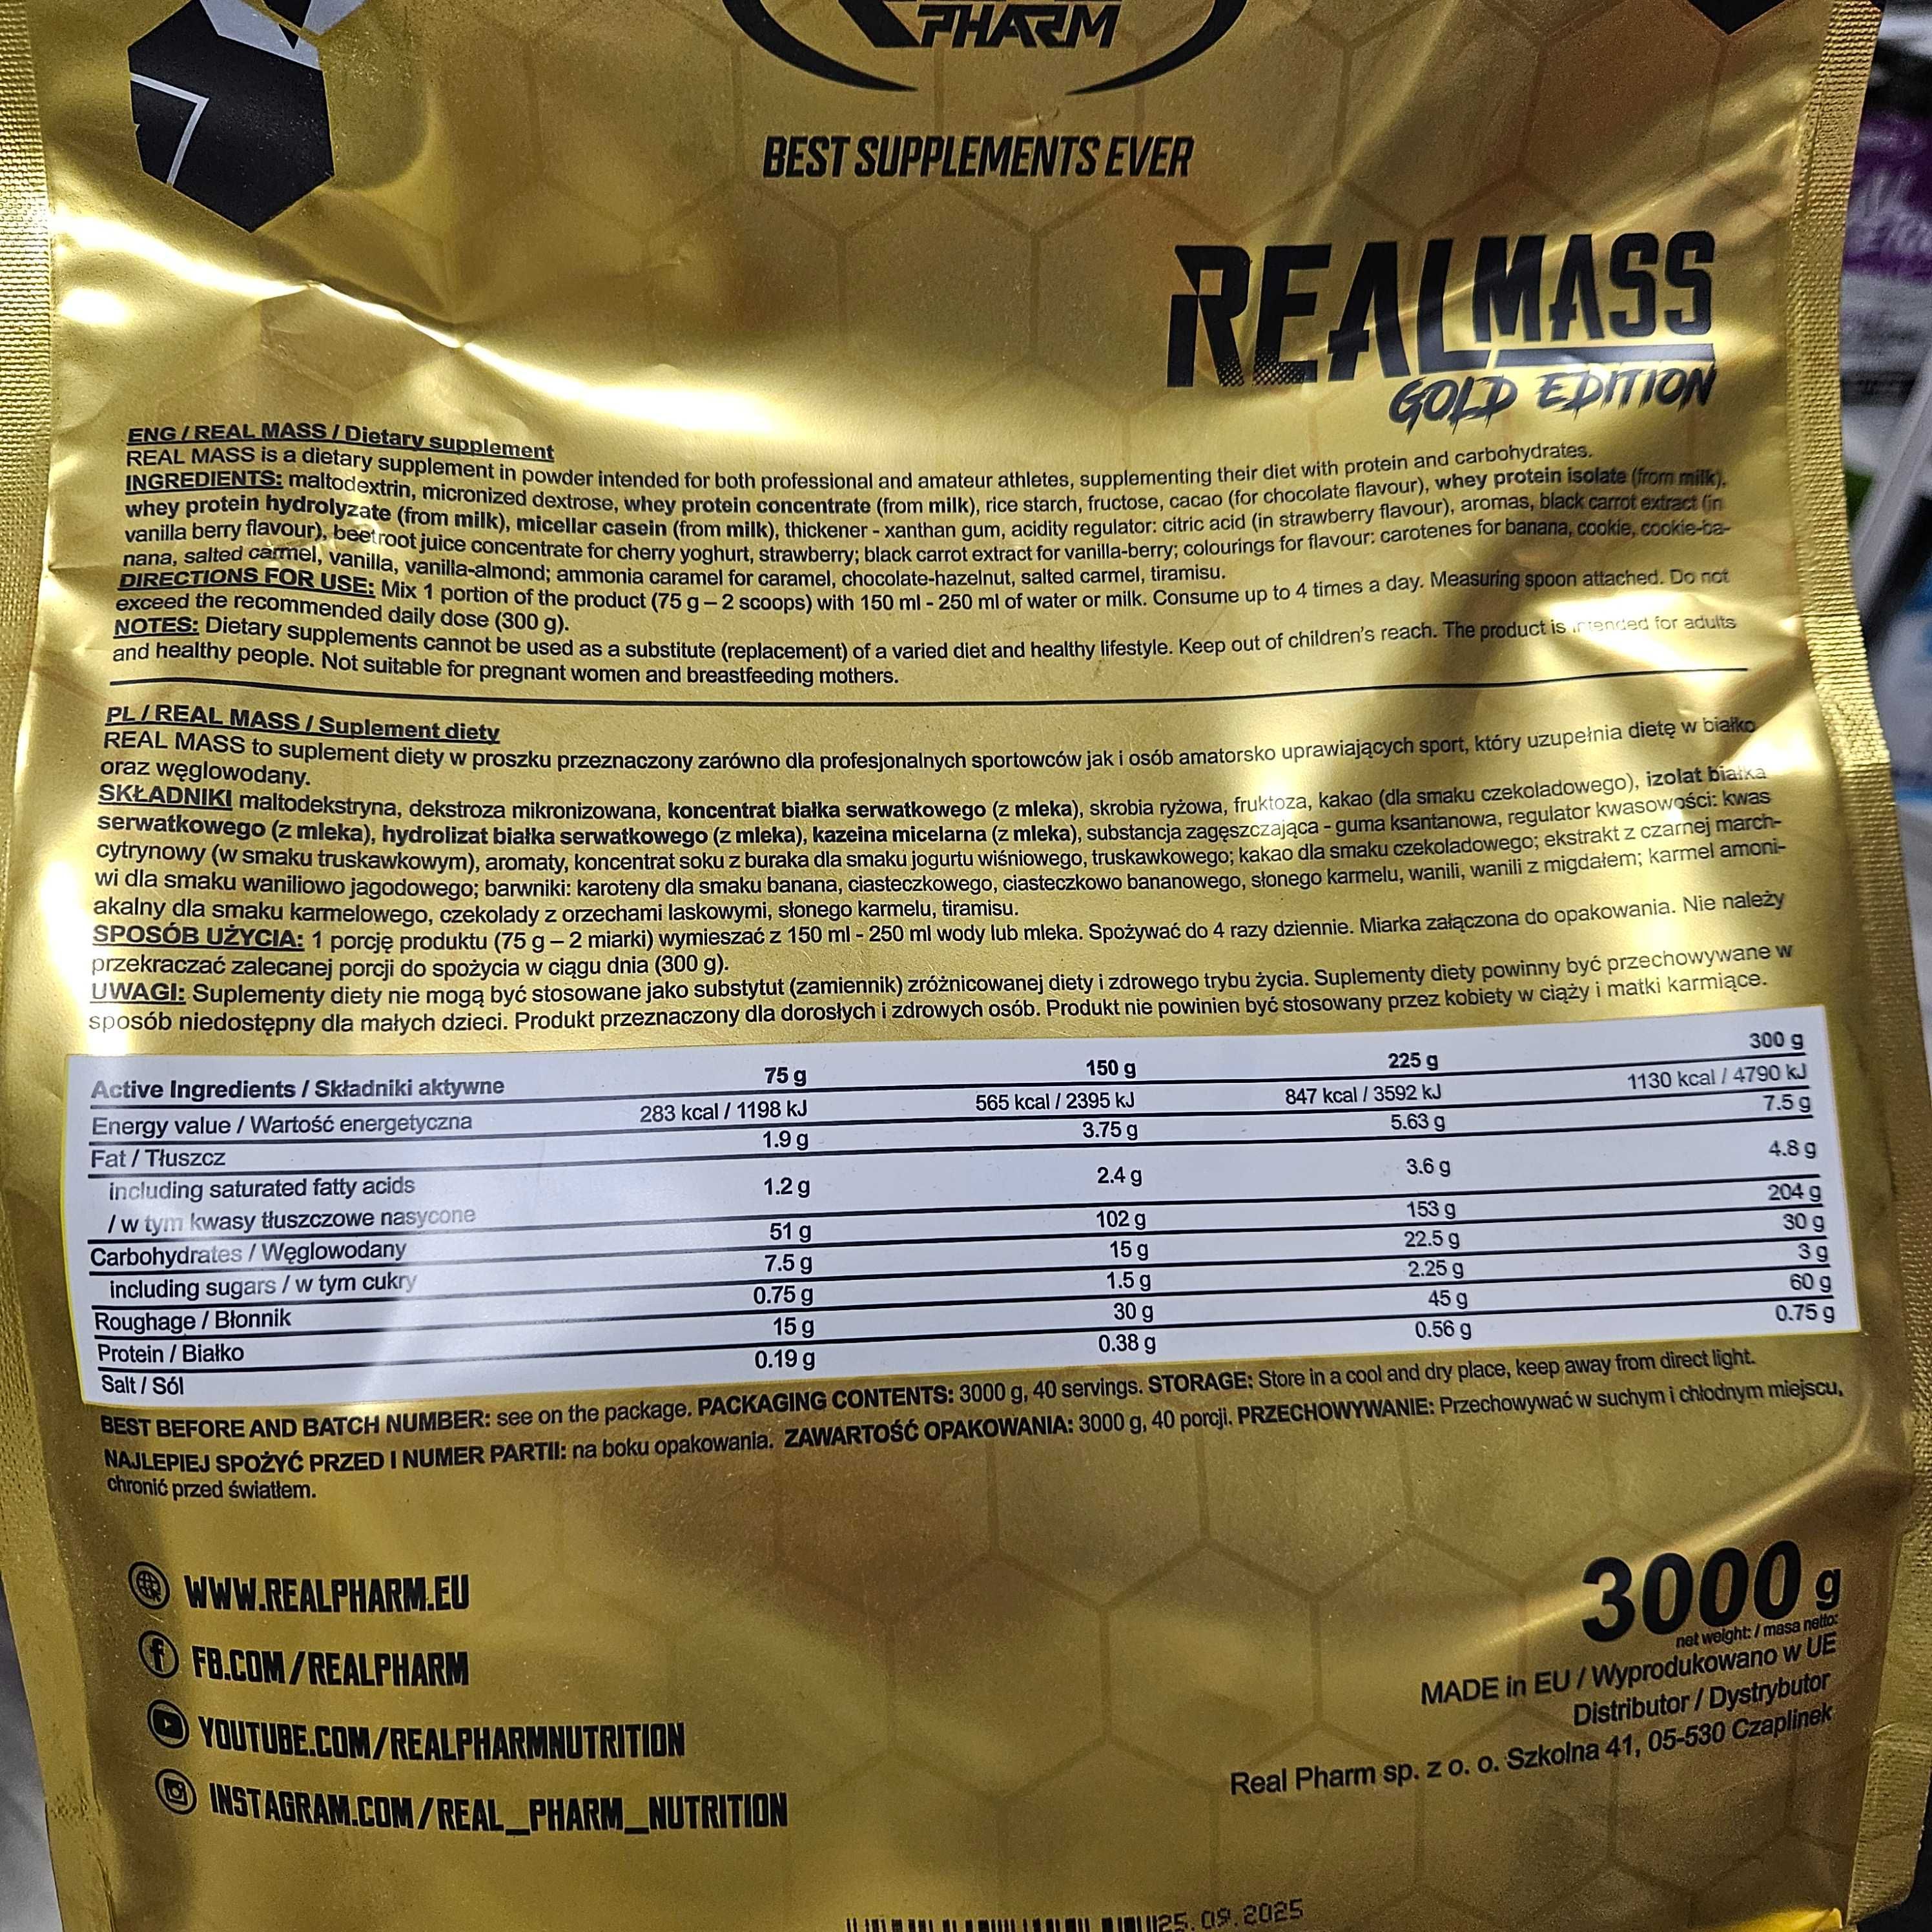 PHARM
BEST SUPPLEMENTS EVER
REALMASS
GOLD EDITION
ENG / REAL MASS / Dietary supplement
REAL MASS is a dietary supplement in powder intended for both professional and amateur athletes, supplementing their diet with protein and carbohydrates.
INGREDIENTS: maltodextrin, micronized dextrose, whey protein concentrate (from milk), rice starch, fructose, cacao (for chocolate flavour), whey protein isolate (from milk),
whey protein hydrolyzate (from milk), micellar casein (from milk), thickener - xanthan gum, acidity regulator: citric acid (in strawberry flavour), aromas, black carrot extract (in
vanilla berry flavour), beetroot juice concentrate for cherry yoghurt, strawberry; black carrot extract for vanilla-berry; colourings for flavour: carotenes for banana, cookie, cookie-ba-
nana, salted carmel, vanilla, vanilla-almond; ammonia caramel for caramel, chocolate-hazelnut, salted carmel, tiramisu.
DIRECTIONS FOR USE: Mix 1 portion of the product (75 g – 2 scoops) with 150 ml - 250 ml of water or milk. Consume up to 4 times a day. Measuring spoon attached. Do not
exceed the recommended daily dose (300 g).
NOTES: Dietary supplements cannot be used as a substitute (replacement) of a varied diet and healthy lifestyle. Keep out of children's reach. The product is intended for adults
and healthy people. Not suitable for pregnant women and breastfeeding mothers.
PL / REAL MASS / Suplement diety
REAL MASS to suplement diety w proszku przeznaczony zarówno dla profesjonalnych sportowców jak i osób amatorsko uprawiających sport, który uzupełnia dietę w białko
oraz węglowodany.
SKŁADNIKI maltodekstryna, dekstroza mikronizowana, koncentrat białka serwatkowego (z mleka), skrobia ryżowa, fruktoza, kakao (dla smaku czekoladowego), izolat białka
serwatkowego (z mleka), hydrolizat białka serwatkowego (z mleka), kazeina micelarna (z mleka), substancja zagęszczająca - guma ksantanowa, regulator kwasowości: kwas
cytrynowy (w smaku truskawkowym), aromaty, koncentrat soku z buraka dla smaku jogurtu wiśniowego, truskawkowego; kakao dla smaku czekoladowego; ekstrakt z czarnej march-
wi dla smaku waniliowo jagodowego; barwniki: karoteny dla smaku banana, ciasteczkowego, ciasteczkowo bananowego, słonego karmelu, wanili, wanili z migdałem; karmel amoni-
akalny dla smaku karmelowego, czekolady z orzechami laskowymi, słonego karmelu, tiramisu.
SPOSÓB UŻYCIA: 1 porcję produktu (75 g – 2 miarki) wymieszać z 150 ml - 250 ml wody lub mleka. Spożywać do 4 razy dziennie. Miarka załączona do opakowania. Nie należy
przekraczać zalecanej porcji do spożycia w ciągu dnia (300 g).
UWAGI: Suplementy diety nie mogą być stosowane jako substytut (zamiennik) zróżnicowanej diety i zdrowego trybu życia. Suplementy diety powinny być przechowywane w
sposób niedostępny dla małych dzieci. Produkt przeznaczony dla dorosłych i zdrowych osób. Produkt nie powinien być stosowany przez kobiety w ciąży i matki karmiące.
Active Ingredients / Składniki aktywne 75 g 150 g 225 g 300 g
Energy value / Wartość energetyczna 283 kcal / 1198 kJ 565 kcal / 2395 kJ 847 kcal / 3592 kJ 1130 kcal / 4790 kJ
Fat / Tłuszcz 1.9 g 3.75 g 5.63 g 7.5 g
including saturated fatty acids
/ w tym kwasy tłuszczowe nasycone 1.2 g 2.4 g 3.6 g 4.8 g
Carbohydrates / Węglowodany 51 g 102 g 153 g 204 g
including sugars / w tym cukry 7.5 g 15 g 22.5 g 30 g
Roughage / Błonnik 0.75 g 1.5 g 2.25 g 3 g
Protein / Białko 15 g 30 g 45 g 60 g
Salt / Sól 0.19 g 0.38 g 0.56 g 0.75 g
BEST BEFORE AND BATCH NUMBER: see on the package. PACKAGING CONTENTS: 3000 g, 40 servings. STORAGE: Store in a cool and dry place, keep away from direct light.
NAJLEPIEJ SPOŻYĆ PRZED I NUMER PARTII: na boku opakowania. ZAWARTOŚĆ OPAKOWANIA: 3000 g, 40 porcji. PRZECHOWYWANIE: Przechowywać w suchym i chłodnym miejscu,
chronić przed światłem.
WWW.REALPHARM.EU
FB.COM/REALPHARM
YOUTUBE.COM/REALPHARMNUTRITION
INSTAGRAM.COM/REAL_PHARM_NUTRITION
3000 g
net weight: / masa netto:
MADE in EU / Wyprodukowano w UE
Distributor / Dystrybutor
Real Pharm sp. z o. o. Szkolna 41, 05-530 Czaplinek
25.09.2025